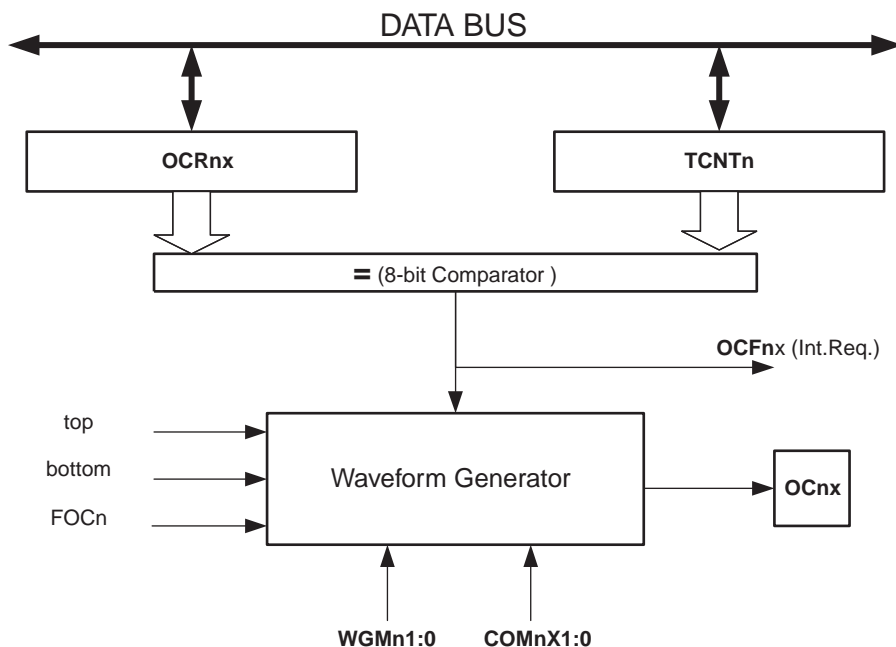 DATA BUS
OCRnx
TCNTn
= (8-bit Comparator )
OCFnx (Int.Req.)
top
bottom
FOCn
Waveform Generator
OCnx
WGMn1:0
COMnX1:0